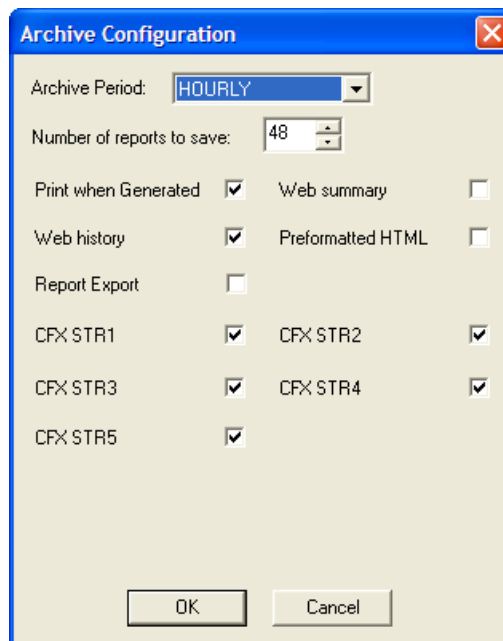 Archive Configuration
Archive Period: HOURLY
Number of reports to save: 48
Print when Generated Web summary
Web history Preformatted HTML
Report Export
CFX STR1 CFX STR2
CFX STR3 CFX STR4
CFX STR5
OK Cancel